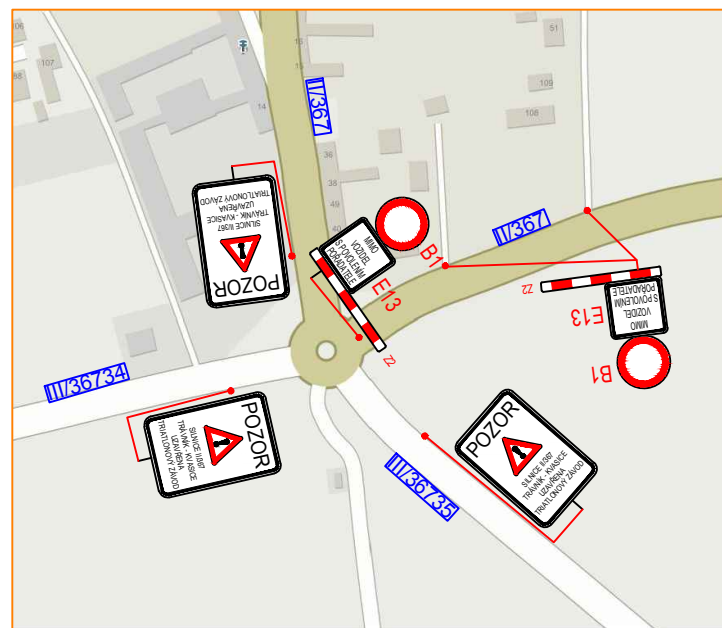 106
107
88
16
15
14
51
109
108
36
38
49
II/367
SILNICE II/367
TRÁVNÍK - KVASICE
UZAVŘENA
TRIATLONOVÝ ZÁVOD
POZOR
MIMO
VOZIDEL
S POVOLENÍM
POŘADATELE
B1
E13
Z2
II/367
Z2
E13
MIMO
VOZIDEL
S POVOLENÍM
POŘADATELE
B1
III/36734
POZOR
SILNICE II/367
TRÁVNÍK - KVASICE
UZAVŘENA
TRIATLONOVÝ ZÁVOD
III/36735
POZOR
SILNICE II/367
TRÁVNÍK - KVASICE
UZAVŘENA
TRIATLONOVÝ ZÁVOD